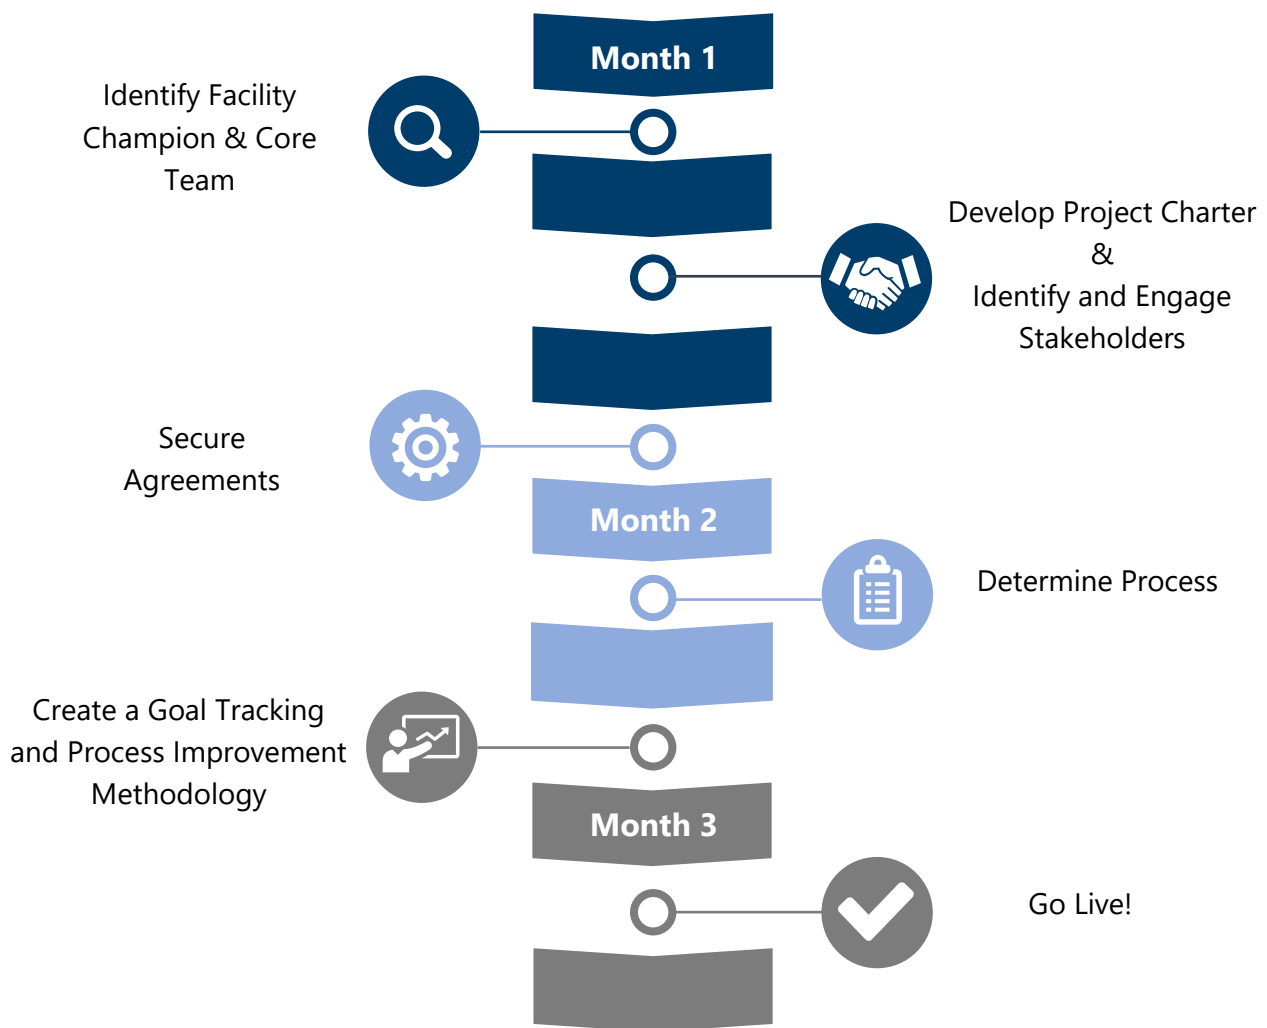 Month 1
Identify Facility
Champion & Core
Team
Develop Project Charter
&
Identify and Engage
Stakeholders
Secure
Agreements
Month 2
Determine Process
Create a Goal Tracking
and Process Improvement
Methodology
Month 3
Go Live!